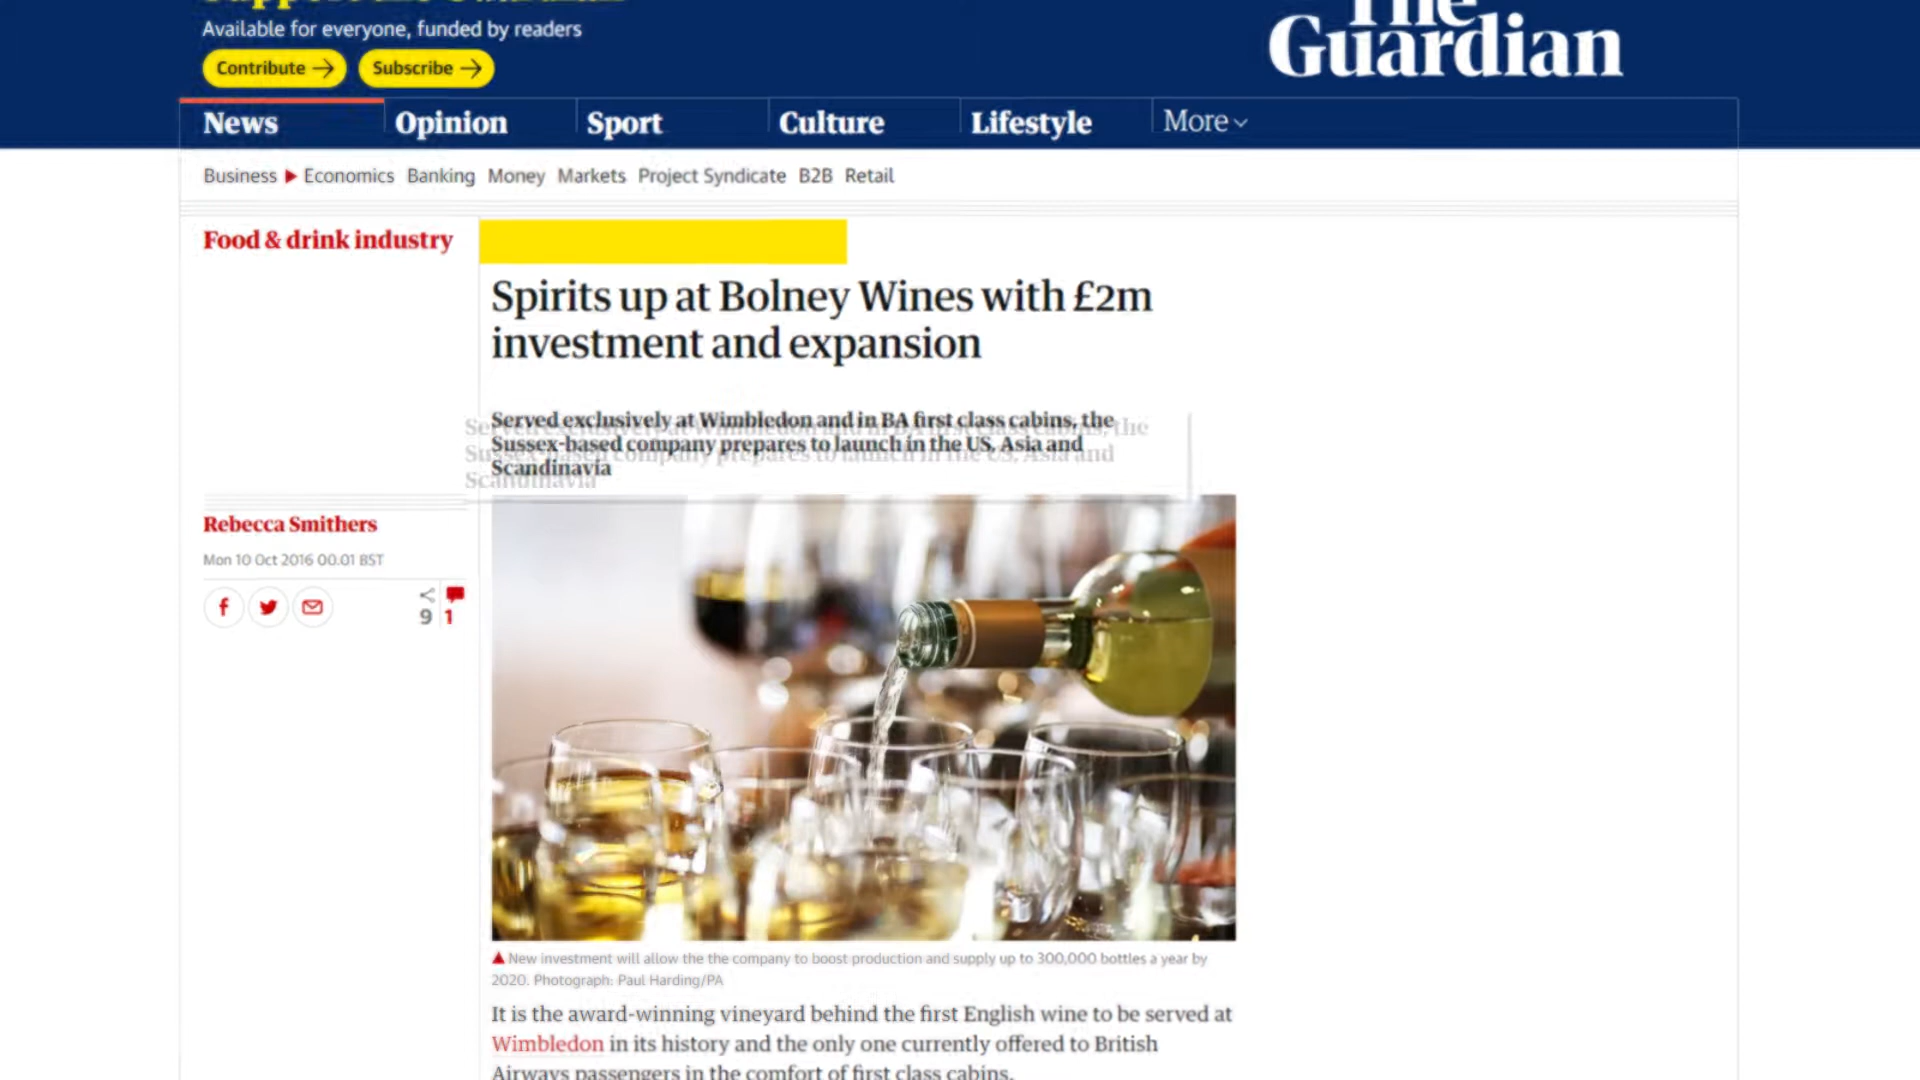 Support the Guardian
Available for everyone, funded by readers
Contribute → Subscribe →
The
Guardian
News Opinion Sport Culture Lifestyle More
Business Economics Banking Money Markets Project Syndicate B2B Retail
Food & drink industry
Spirits up at Bolney Wines with £2m
investment and expansion
Served exclusively at Wimbledon and in BA first class cabins, the
Sussex-based company prepares to launch in the US, Asia and
Scandinavia
Rebecca Smithers
Mon 10 Oct 2016 00.01 BST
9 1
New investment will allow the the company to boost production and supply up to 300,000 bottles a year by
2020. Photograph: Paul Harding/PA
It is the award-winning vineyard behind the first English wine to be served at
Wimbledon in its history and the only one currently offered to British
Airways passengers in the comfort of first class cabins.